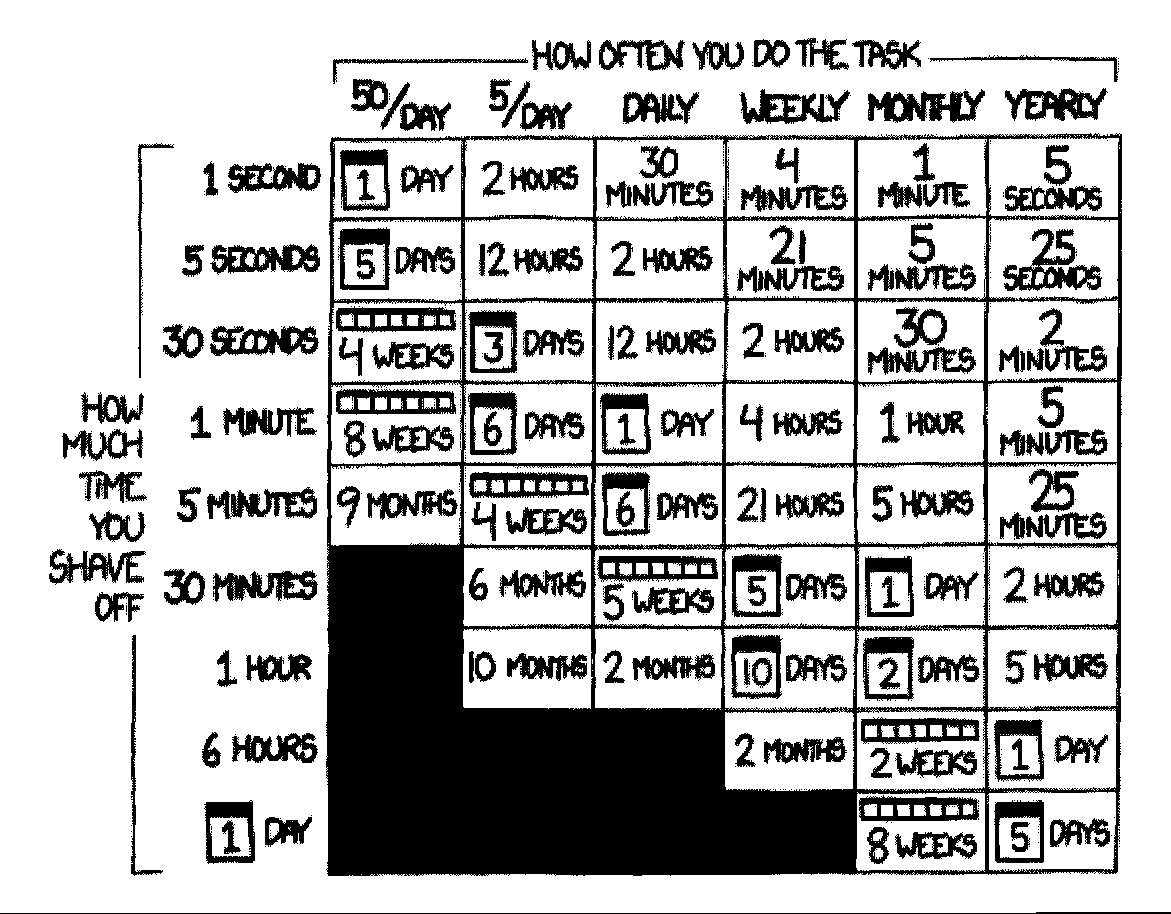 HOW OFTEN YOU DO THE TASK
50/DAY 5/DAY DAILY WEEKLY MONTHLY YEARLY
HOW MUCH TIME YOU SHAVE OFF
1 SECOND 1 DAY 2 HOURS 30 MINUTES 4 MINUTES 1 MINUTE 5 SECONDS
5 SECONDS 5 DAYS 12 HOURS 2 HOURS 21 MINUTES 5 MINUTES 25 SECONDS
30 SECONDS 4 WEEKS 3 DAYS 12 HOURS 2 HOURS 30 MINUTES 2 MINUTES
1 MINUTE 8 WEEKS 6 DAYS 1 DAY 4 HOURS 1 HOUR 5 MINUTES
5 MINUTES 9 MONTHS 4 WEEKS 6 DAYS 21 HOURS 5 HOURS 25 MINUTES
30 MINUTES 6 MONTHS 5 WEEKS 5 DAYS 1 DAY 2 HOURS
1 HOUR 10 MONTHS 2 MONTHS 10 DAYS 2 DAYS 5 HOURS
6 HOURS 2 MONTHS 2 WEEKS 1 DAY
1 DAY 8 WEEKS 5 DAYS